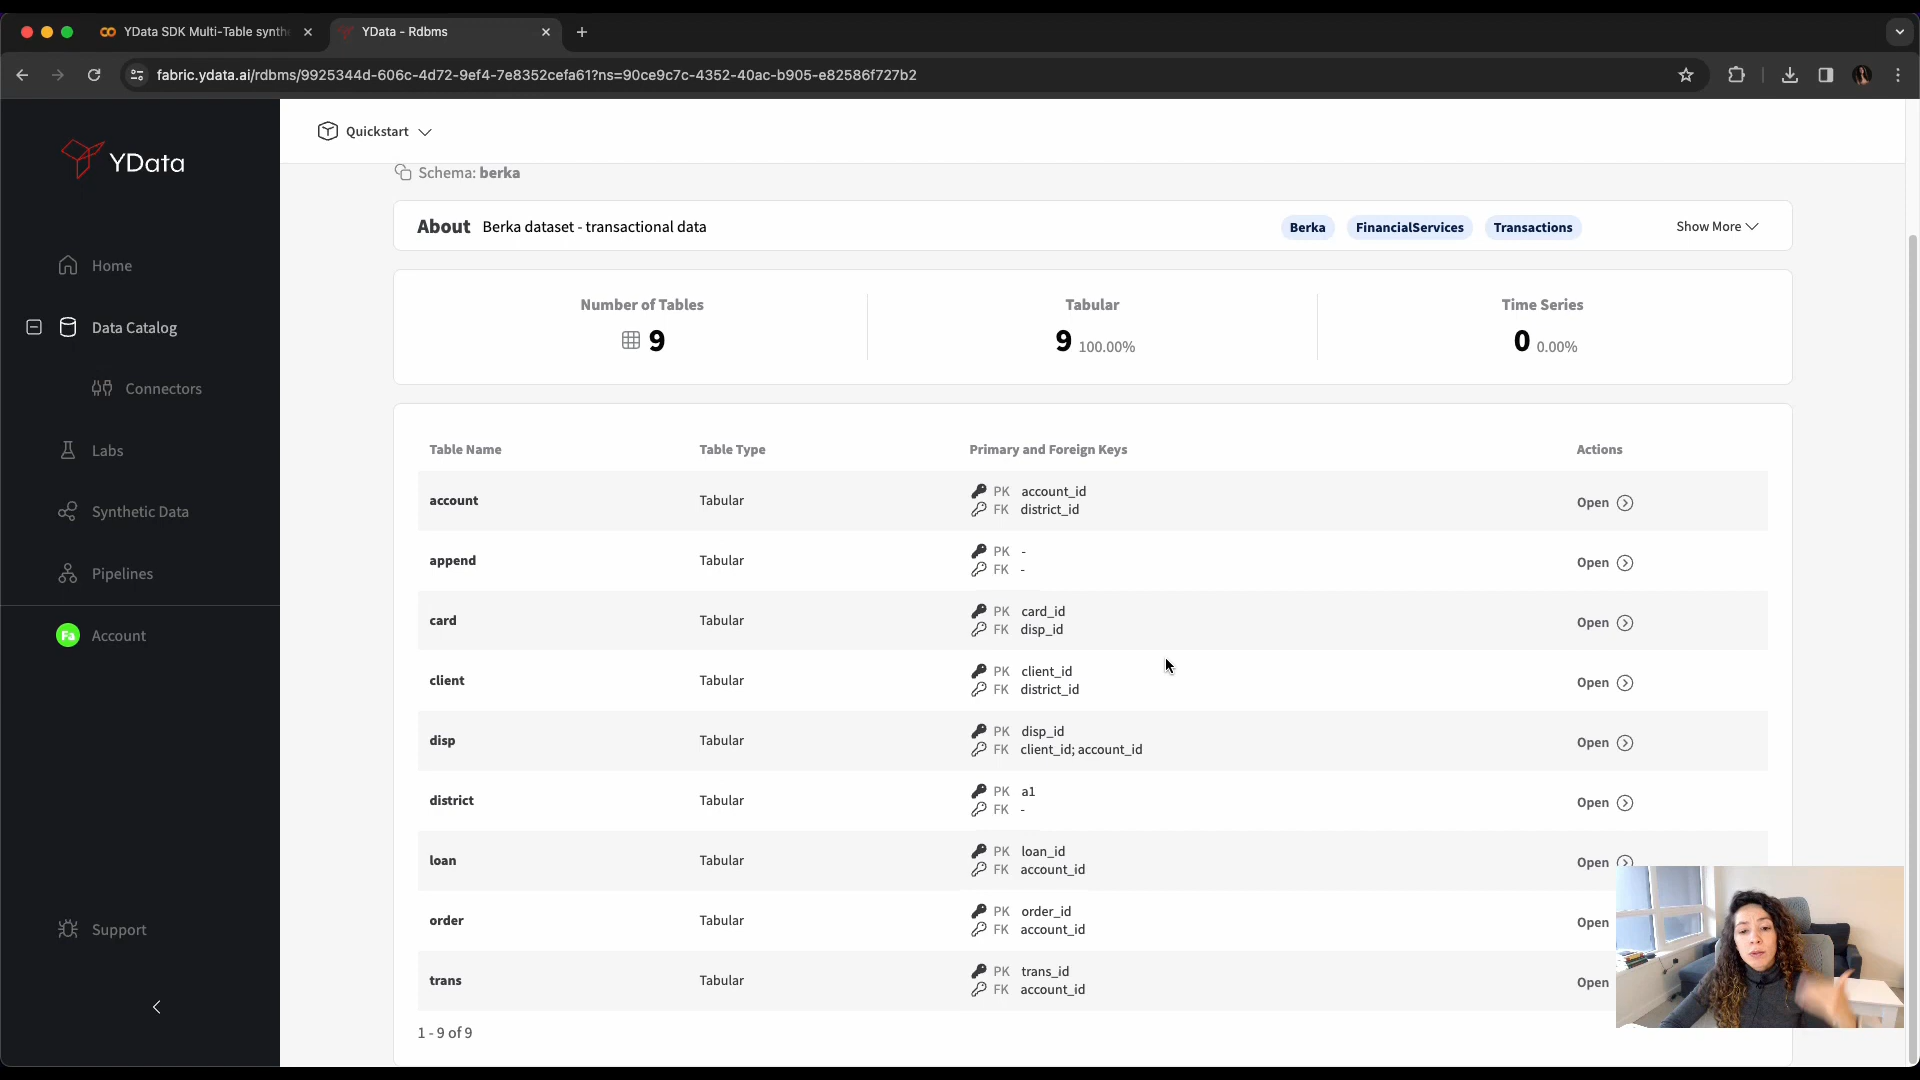 YData SDK Multi-Table synth
YData - Rdbms
fabric.ydata.ai/rdbms/9925344d-606c-4d72-9ef4-7e8352cefa61?ns=90ce9c7c-4352-40ac-b905-e82586f727b2
YData
Quickstart
Schema: berka
About Berka dataset - transactional data Berka FinancialServices Transactions Show More
Home
Data Catalog
Connectors
Labs
Synthetic Data
Pipelines
Fa Account
Support
Number of Tables Tabular Time Series
9 9 100.00% 0 0.00%
Table Name Table Type Primary and Foreign Keys Actions
account Tabular PK account_id Open
FK district_id
append Tabular PK - Open
FK -
card Tabular PK card_id Open
FK disp_id
client Tabular PK client_id Open
FK district_id
disp Tabular PK disp_id Open
FK client_id; account_id
district Tabular PK a1 Open
FK -
loan Tabular PK loan_id Open
FK account_id
order Tabular PK order_id Open
FK account_id
trans Tabular PK trans_id Open
FK account_id
1 - 9 of 9